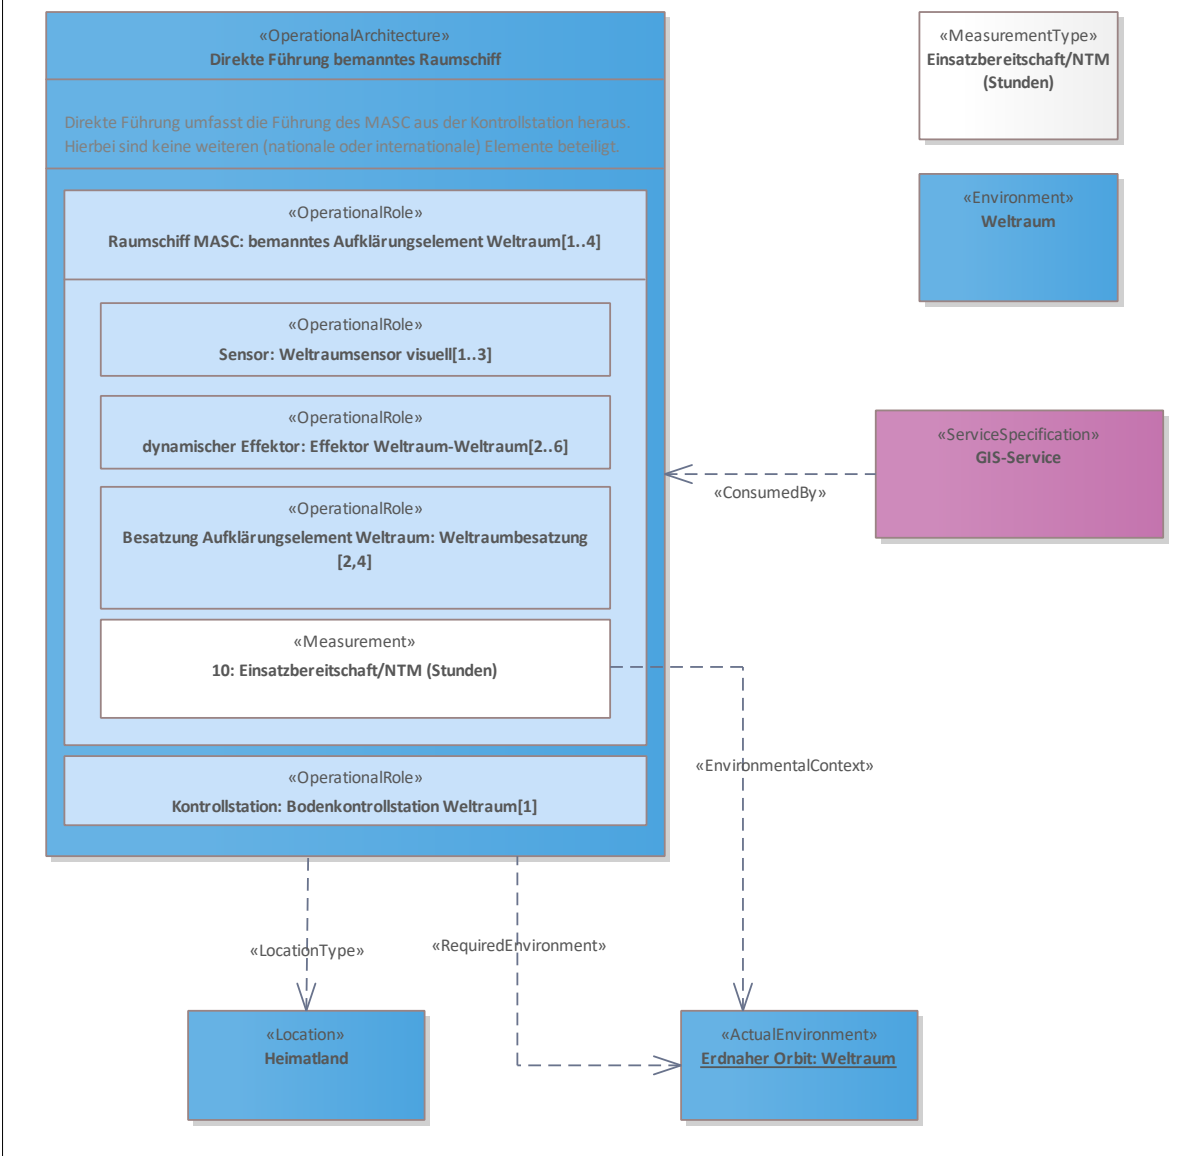 «OperationalArchitecture»
Direkte Führung bemanntes Raumschiff
Direkte Führung umfasst die Führung des MASC aus der Kontrollstation heraus.
Hierbei sind keine weiteren (nationale oder internationale) Elemente beteiligt.
«OperationalRole»
Raumschiff MASC: bemanntes Aufklärungselement Weltraum[1..4]
«OperationalRole»
Sensor: Weltraumsensor visuell[1..3]
«OperationalRole»
dynamischer Effektor: Effektor Weltraum-Weltraum[2..6]
«OperationalRole»
Besatzung Aufklärungselement Weltraum: Weltraumbesatzung
[2,4]
«Measurement»
10: Einsatzbereitschaft/NTM (Stunden)
«OperationalRole»
Kontrollstation: Bodenkontrollstation Weltraum[1]
«MeasurementType»
Einsatzbereitschaft/NTM
(Stunden)
«Environment»
Weltraum
«ServiceSpecification»
GIS-Service
«ConsumedBy»
«EnvironmentalContext»
«LocationType»
«RequiredEnvironment»
«Location»
Heimatland
«ActualEnvironment»
Erdnaher Orbit: Weltraum